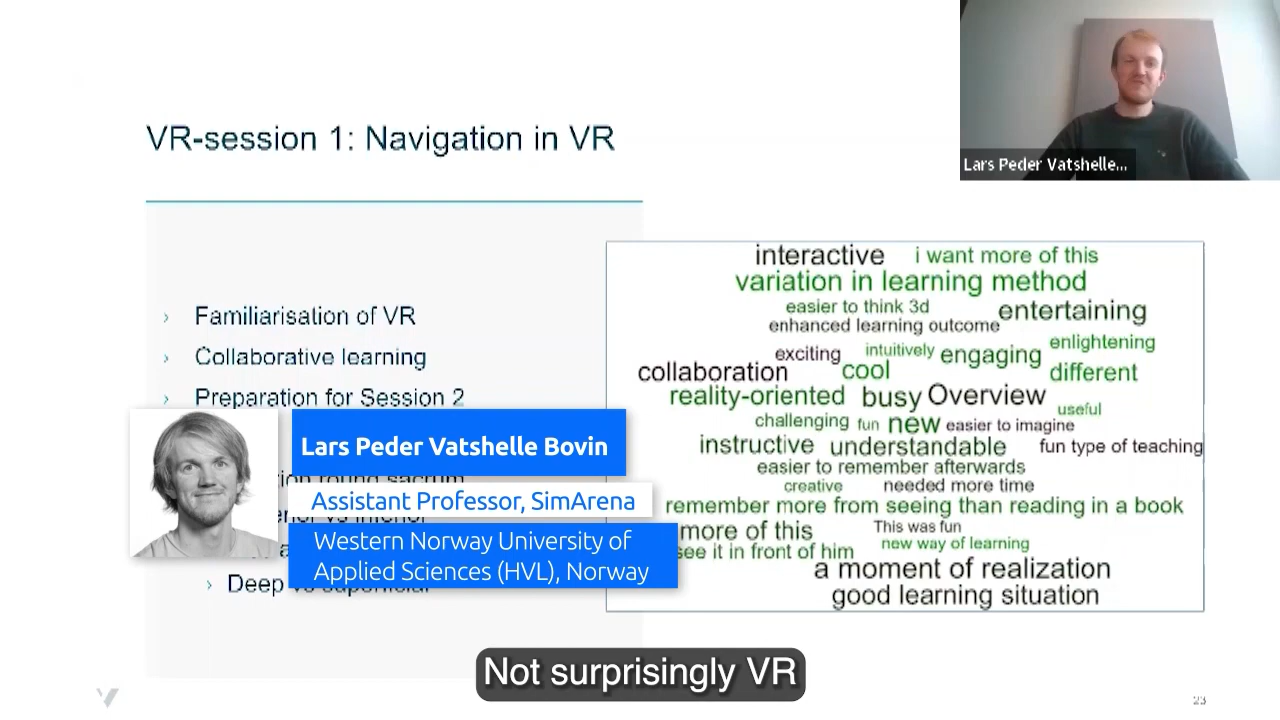 VR-session 1: Navigation in VR
Lars Peder Vatshelle...
› Familiarisation of VR
› Collaborative learning
› Preparation for Session 2
Lars Peder Vatshelle Bovin
Assistant Professor, SimArena
Western Norway University of
Applied Sciences (HVL), Norway
› Deep vs superficial
interactive
i want more of this
variation in learning method
easier to think 3d
entertaining
enhanced learning outcome
enlightening
exciting
intuitively
engaging
collaboration
cool
different
reality-oriented
busy
Overview
useful
challenging
fun
new
easier to imagine
instructive
understandable
fun type of teaching
easier to remember afterwards
creative
needed more time
remember more from seeing than reading in a book
more of this
This was fun
see it in front of him
new way of learning
a moment of realization
good learning situation
Not surprisingly VR
23